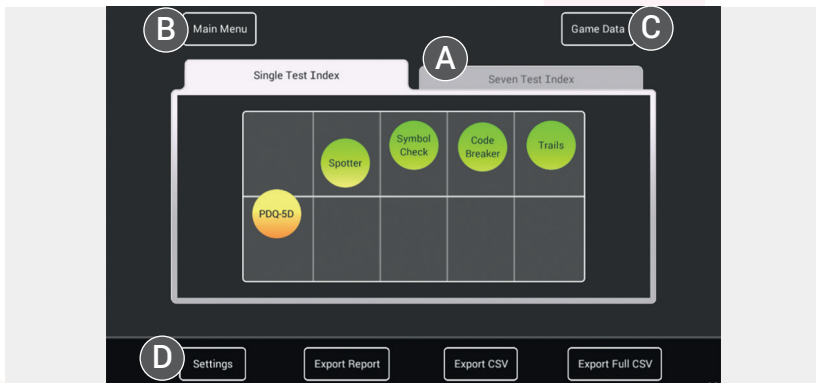 B Main Menu
Game Data C
A
Single Test Index
Seven Test Index
Spotter
Symbol
Check
Code
Breaker
Trails
PDQ-5D
D Settings
Export Report
Export CSV
Export Full CSV